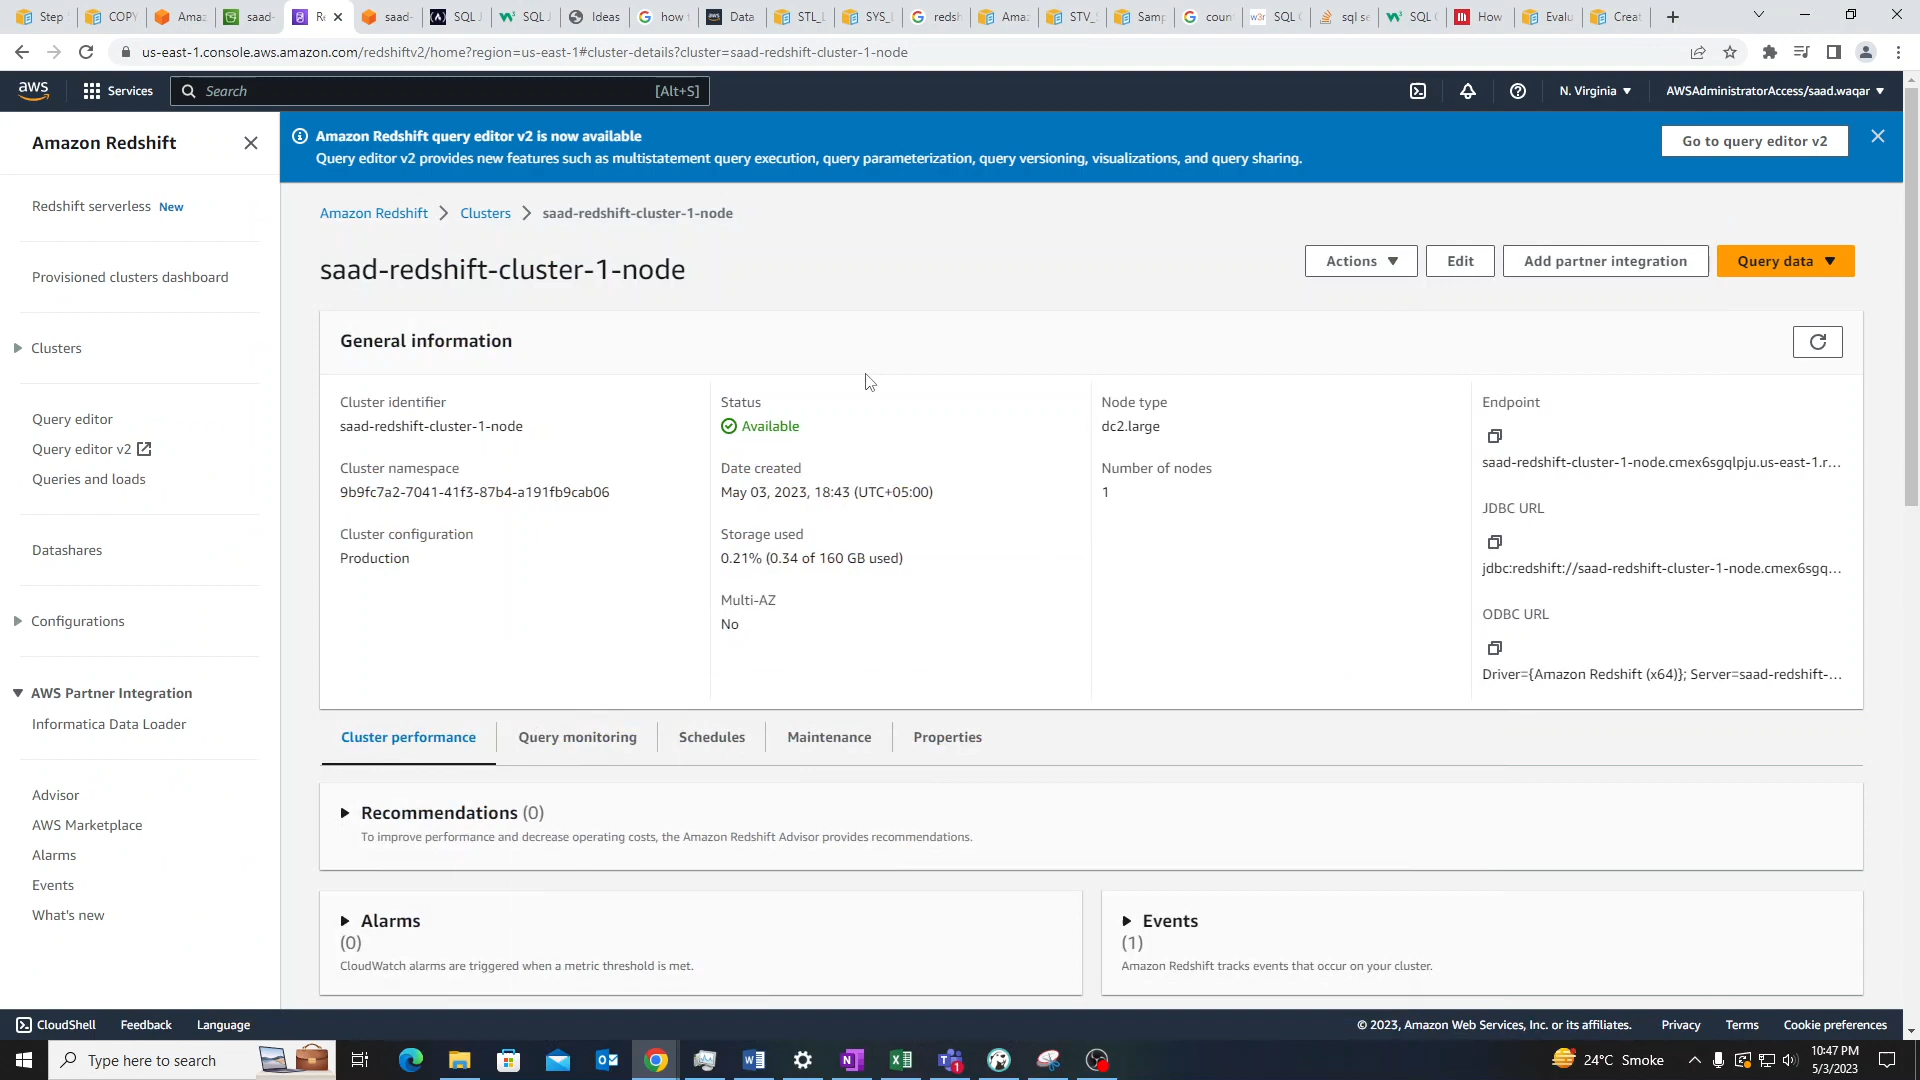 Step
COPY
Amaz
saad-
Re
saad-
SQL J
SQL J
Ideas
how t
Data
STL_L
SYS_L
redsh
Amaz
STV_S
Samp
coun
SQL C
sql se
SQL C
How
Evalu
Creat
us-east-1.console.aws.amazon.com/redshiftv2/home?region=us-east-1#cluster-details?cluster=saad-redshift-cluster-1-node
aws
Services
Search
[Alt+S]
N. Virginia
AWSAdministratorAccess/saad.waqar
Amazon Redshift
Redshift serverless New
Provisioned clusters dashboard
Clusters
Query editor
Query editor v2
Queries and loads
Datashares
Configurations
AWS Partner Integration
Informatica Data Loader
Advisor
AWS Marketplace
Alarms
Events
What's new
Amazon Redshift query editor v2 is now available
Query editor v2 provides new features such as multistatement query execution, query parameterization, query versioning, visualizations, and query sharing.
Go to query editor v2
Amazon Redshift
Clusters
saad-redshift-cluster-1-node
saad-redshift-cluster-1-node
Actions
Edit
Add partner integration
Query data
General information
Cluster identifier
saad-redshift-cluster-1-node
Cluster namespace
9b9fc7a2-7041-41f3-87b4-a191fb9cab06
Cluster configuration
Production
Status
Available
Date created
May 03, 2023, 18:43 (UTC+05:00)
Storage used
0.21% (0.34 of 160 GB used)
Multi-AZ
No
Node type
dc2.large
Number of nodes
1
Endpoint
saad-redshift-cluster-1-node.cmex6sgqlpju.us-east-1.r...
JDBC URL
jdbc:redshift://saad-redshift-cluster-1-node.cmex6sgq...
ODBC URL
Driver={Amazon Redshift (x64)}; Server=saad-redshift-...
Cluster performance
Query monitoring
Schedules
Maintenance
Properties
Recommendations (0)
To improve performance and decrease operating costs, the Amazon Redshift Advisor provides recommendations.
Alarms
(0)
CloudWatch alarms are triggered when a metric threshold is met.
Events
(1)
Amazon Redshift tracks events that occur on your cluster.
CloudShell
Feedback
Language
© 2023, Amazon Web Services, Inc. or its affiliates.
Privacy
Terms
Cookie preferences
Type here to search
24°C Smoke
10:47 PM
5/3/2023